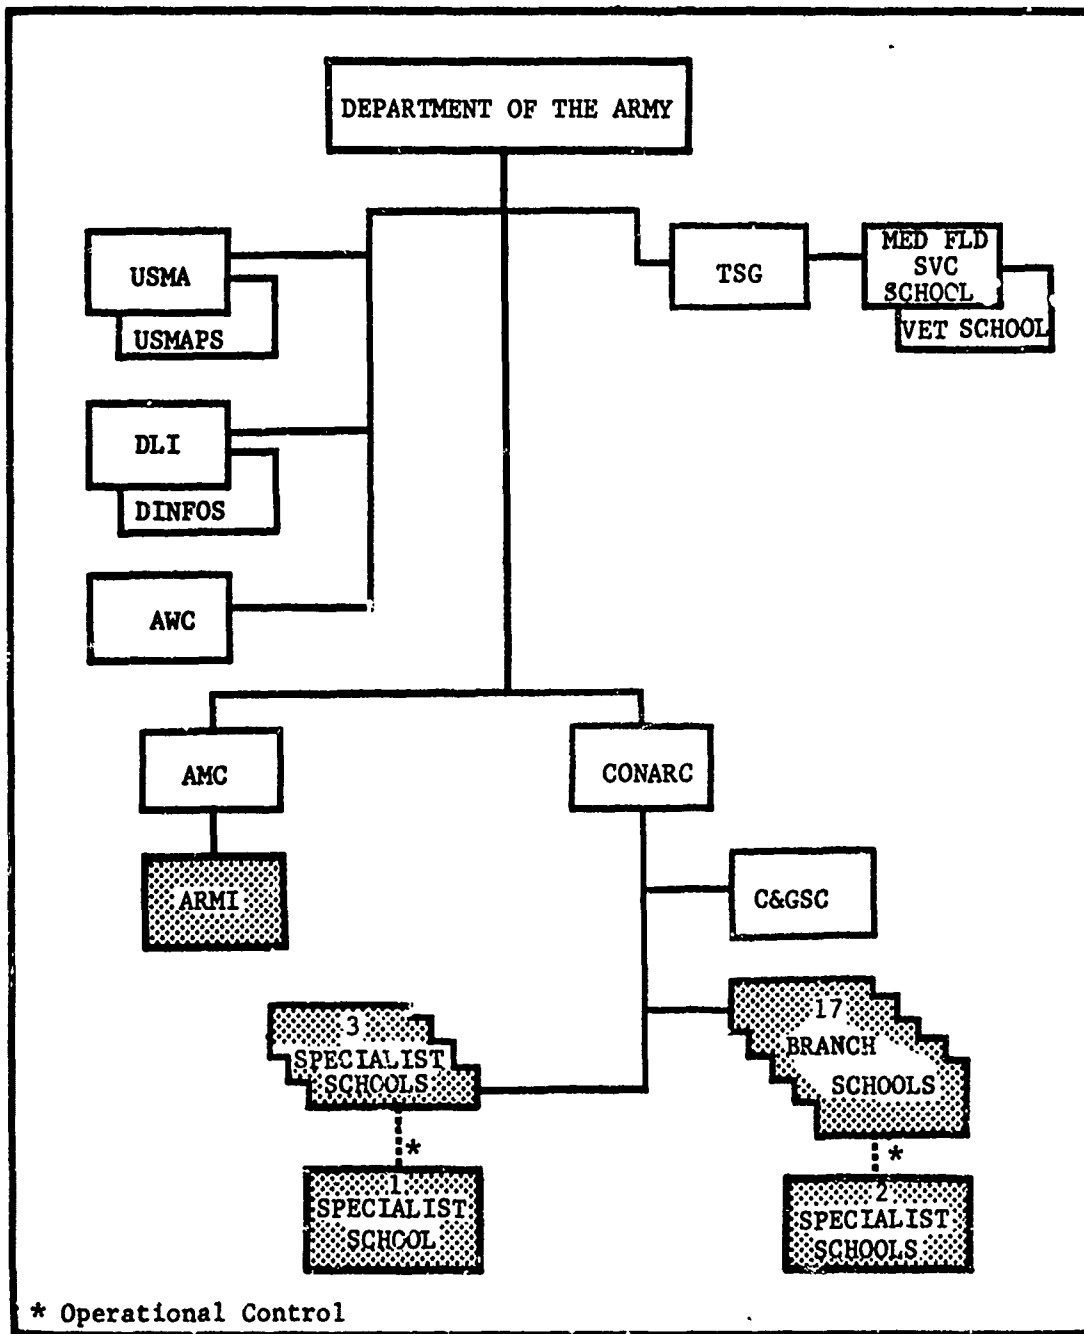 DEPARTMENT OF THE ARMY
USMA
USMAPS
TSG
MED FLD
SVC
SCHOOL
VET SCHOOL
DLI
DINFOS
AWC
AMC
CONARC
ARMI
C&GSC
3
SPECIALIST
SCHOOLS
17
BRANCH
SCHOOLS
*
*
1
SPECIALIST
SCHOOL
2
SPECIALIST
SCHOOLS
* Operational Control